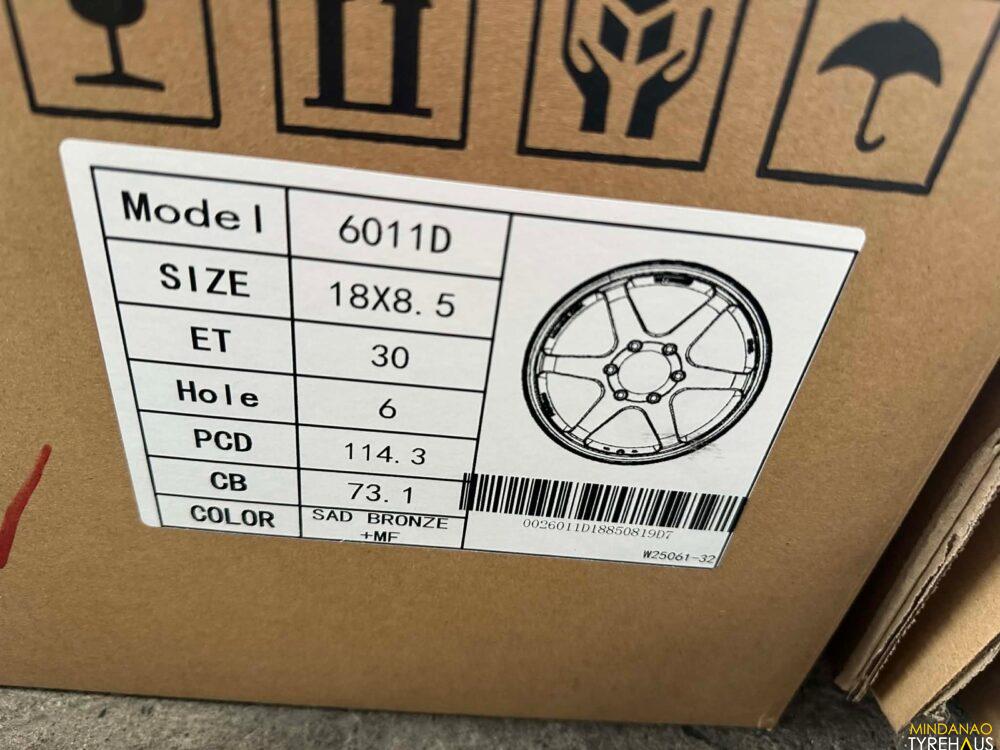 Model 6011D
SIZE 18X8.5
ET 30
Hole 6
PCD 114.3
CB 73.1
COLOR SAD BRONZE
+MF
0026011D18850819D7
W25061-32
MINDANAO
TYREHAUS